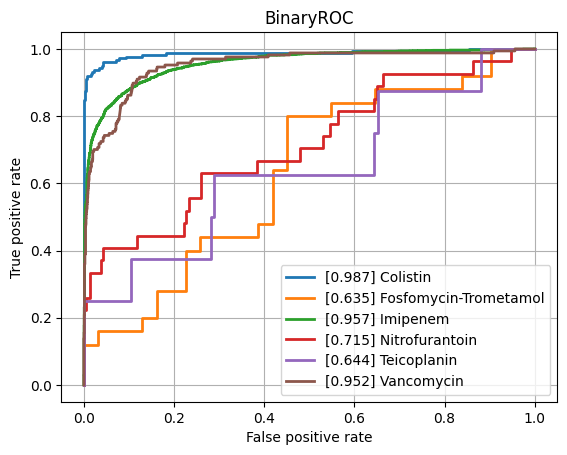 BinaryROC
True positive rate
1.0
0.8
0.6
0.4
0.2
0.0
[0.987] Colistin
[0.635] Fosfomycin-Trometamol
[0.957] Imipenem
[0.715] Nitrofurantoin
[0.644] Teicoplanin
[0.952] Vancomycin
0.0 0.2 0.4 0.6 0.8 1.0
False positive rate